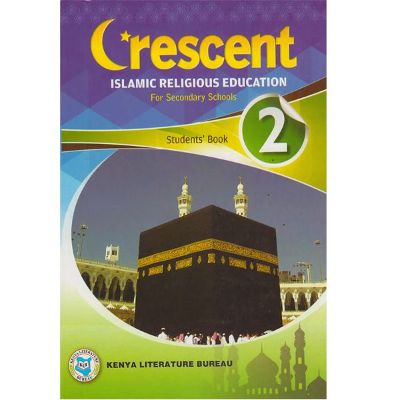 Crescent
ISLAMIC RELIGIOUS EDUCATION
For Secondary Schools
Students' Book
2
KENYA LITERATURE BUREAU